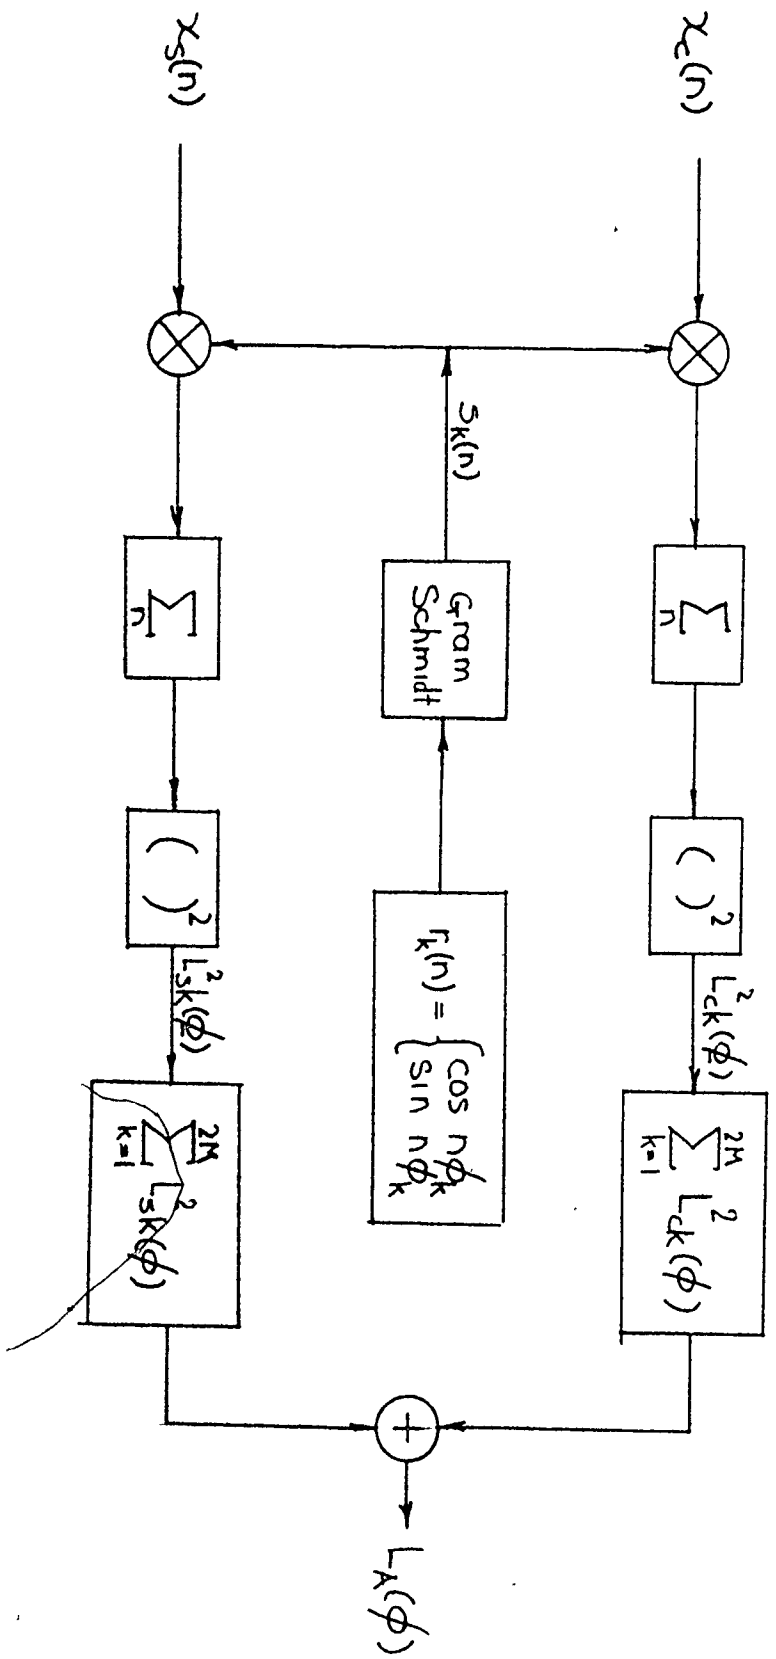 x_c(n)
∑
n
( )²
L²_ck(ϕ)
2M
∑ L²_ck(ϕ)
k=1
s_k(n)
Gram
Schmidt
r_k(n) = { cos nϕ_k
sin nϕ_k
+
L_A(ϕ)
x_s(n)
∑
n
( )²
L²_sk(ϕ)
2M
∑ L²_sk(ϕ)
k=1